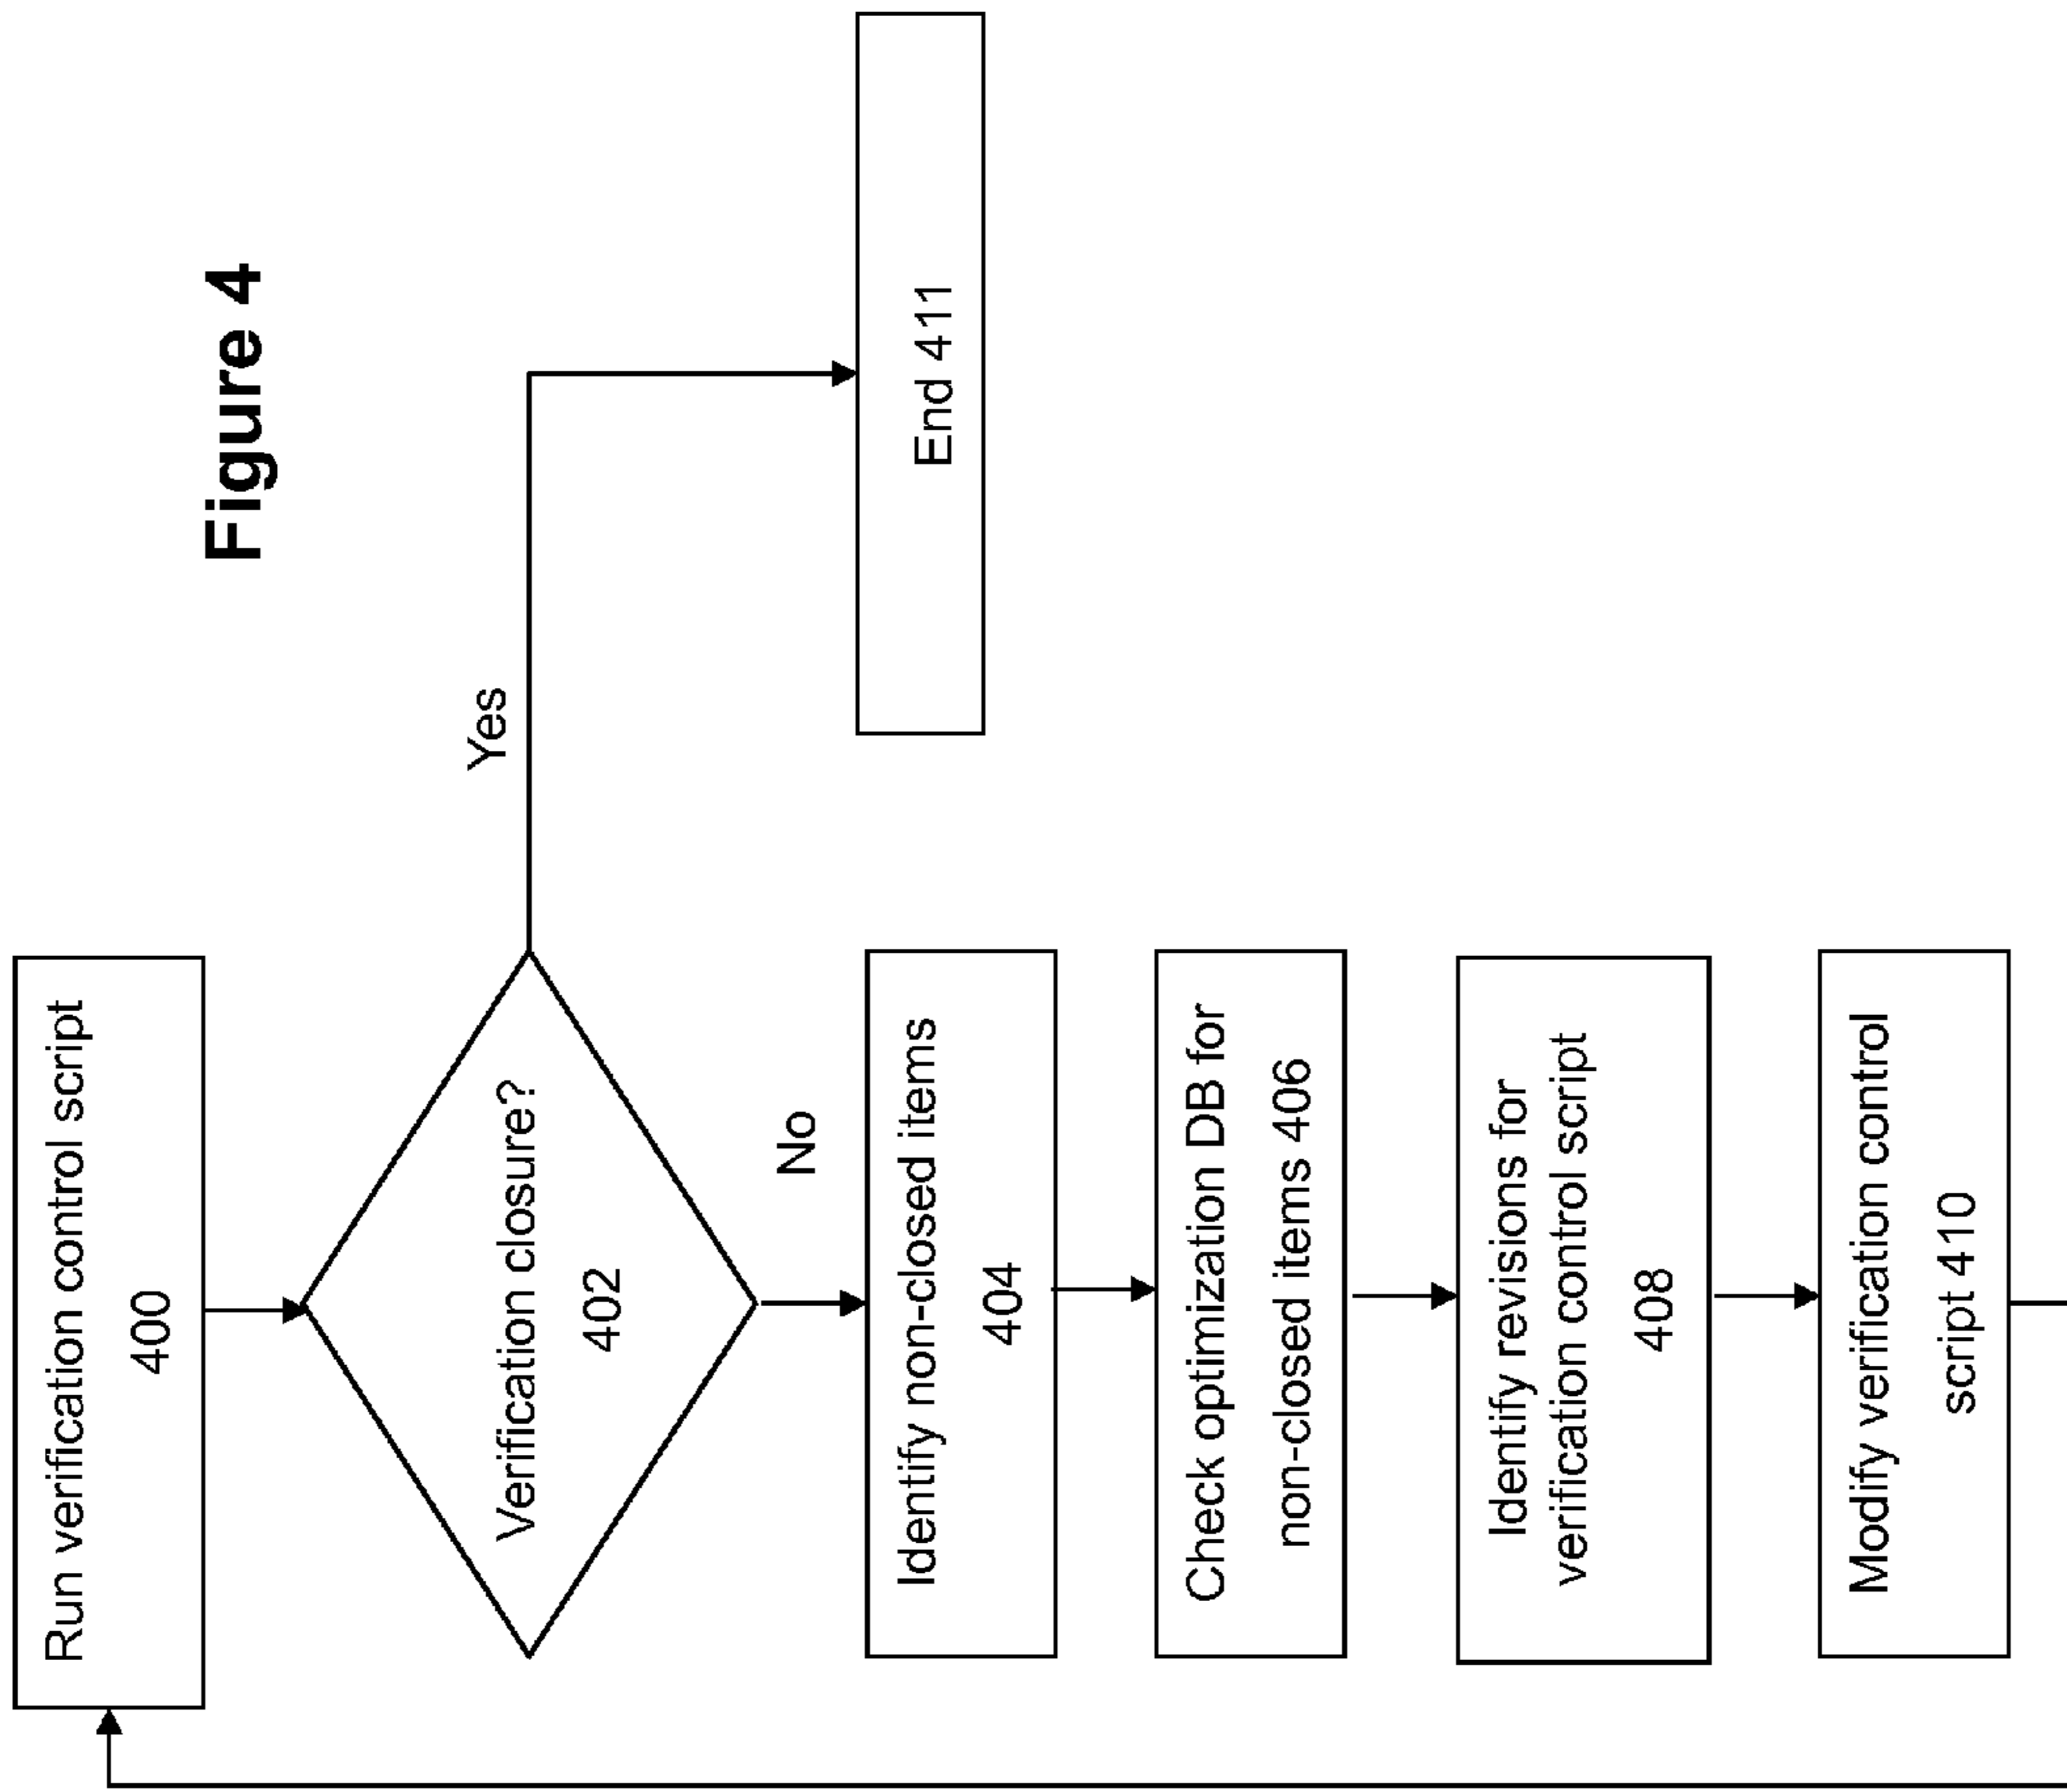 Figure 4
Run verification control script
400
Verification closure?
402
Yes
No
End 411
Identify non-closed items
404
Check optimization DB for
non-closed items 406
Identify revisions for
verification control script
408
Modify verification control
script 410